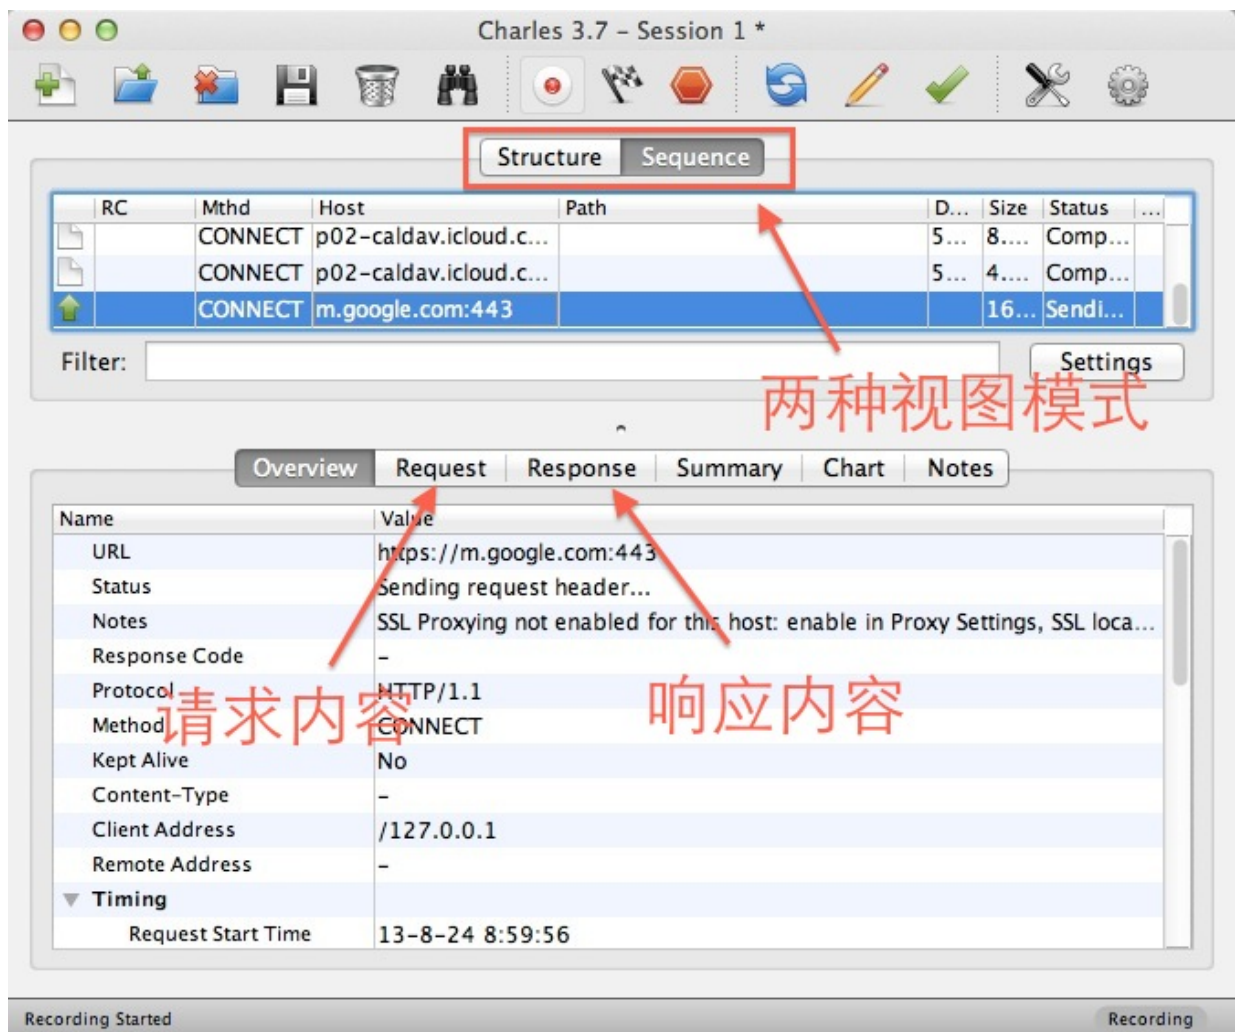 Charles 3.7 – Session 1 *
Structure Sequence
RC Mthd Host Path D... Size Status ...
CONNECT p02-caldav.icloud.c... 5... 8.... Comp...
CONNECT p02-caldav.icloud.c... 5... 4.... Comp...
CONNECT m.google.com:443 16... Sendi...
Filter: Settings
两种视图模式
Overview Request Response Summary Chart Notes
Name Value
URL https://m.google.com:443
Status Sending request header...
Notes SSL Proxying not enabled for this host: enable in Proxy Settings, SSL loca...
Response Code –
Protocol HTTP/1.1
请求内容 响应内容
Method CONNECT
Kept Alive No
Content-Type –
Client Address /127.0.0.1
Remote Address –
Timing
Request Start Time 13-8-24 8:59:56
Recording Started Recording